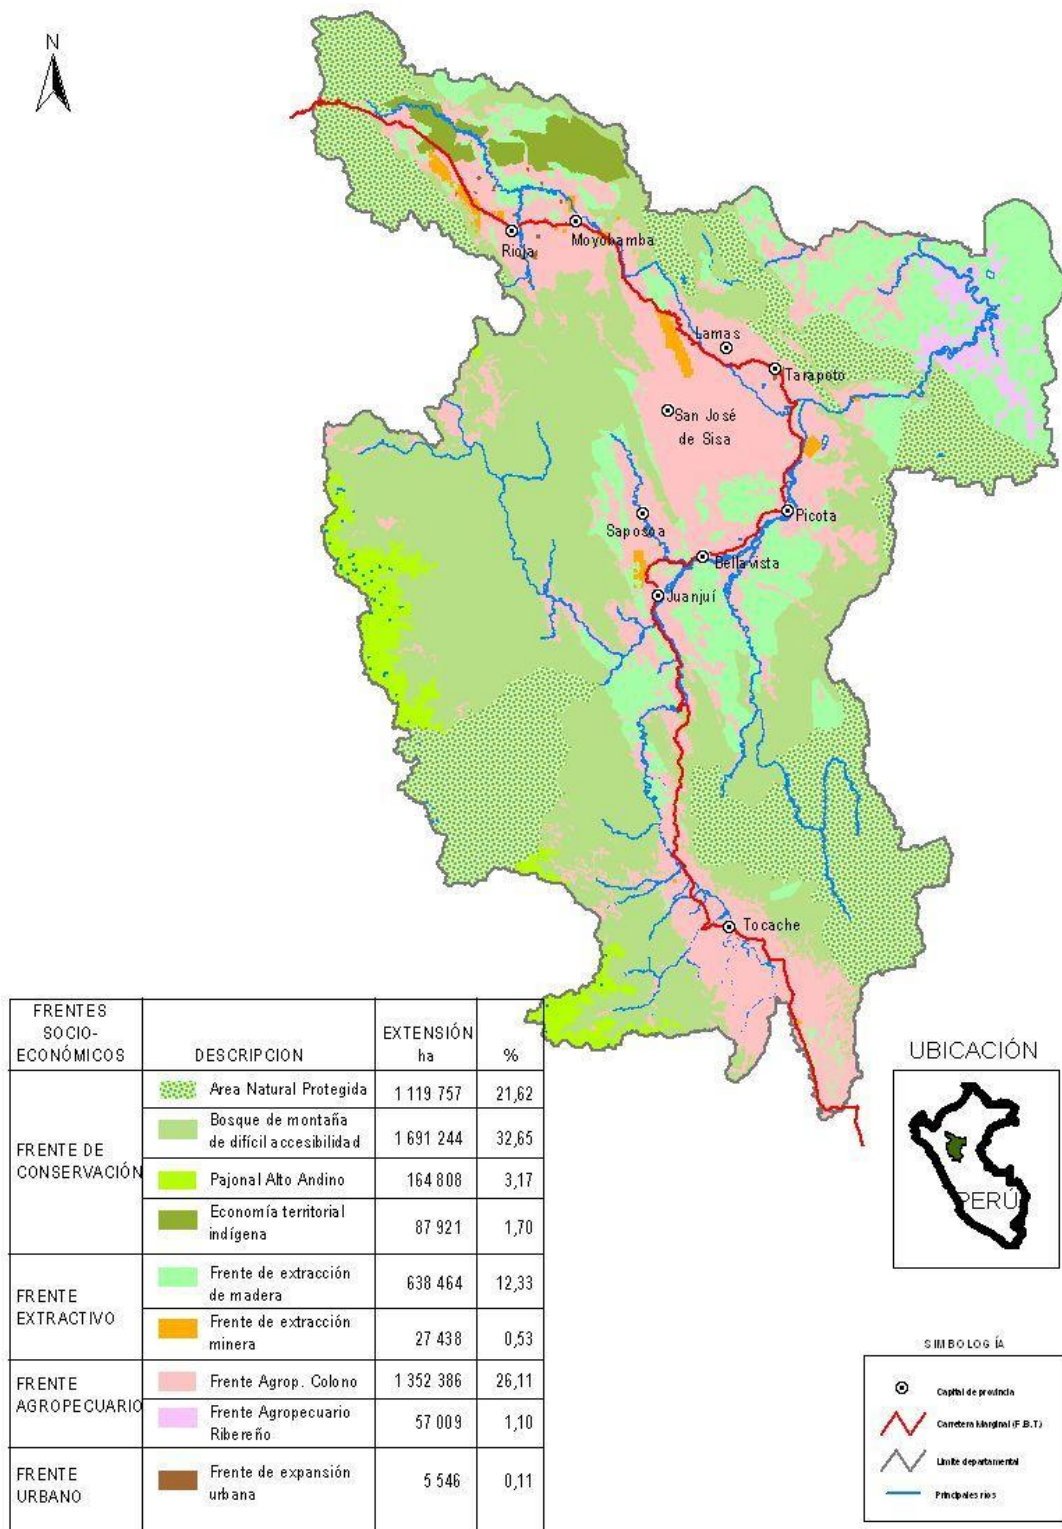 N
Rioja
Moyobamba
Lamas
Tarapoto
San José
de Sisa
Picota
Saposoa
Bellavista
Juanjuí
Tocache
FRENTES
SOCIO-
ECONÓMICOS
DESCRIPCION
EXTENSIÓN
ha
%
FRENTE DE
CONSERVACIÓN
Area Natural Protegida 1 119 757 21,62
Bosque de montaña
de difícil accesibilidad 1 691 244 32,65
Pajonal Alto Andino 164 808 3,17
Economía territorial
indígena 87 921 1,70
FRENTE
EXTRACTIVO
Frente de extracción
de madera 638 464 12,33
Frente de extracción
minera 27 438 0,53
FRENTE
AGROPECUARIO
Frente Agrop. Colono 1 352 386 26,11
Frente Agropecuario
Ribereño 57 009 1,10
FRENTE
URBANO
Frente de expansión
urbana 5 546 0,11
UBICACIÓN
PERÚ
SIMBOLOGÍA
Capital de provincia
Carretera Marginal (F.B.T.)
Limite departamental
Principales rios